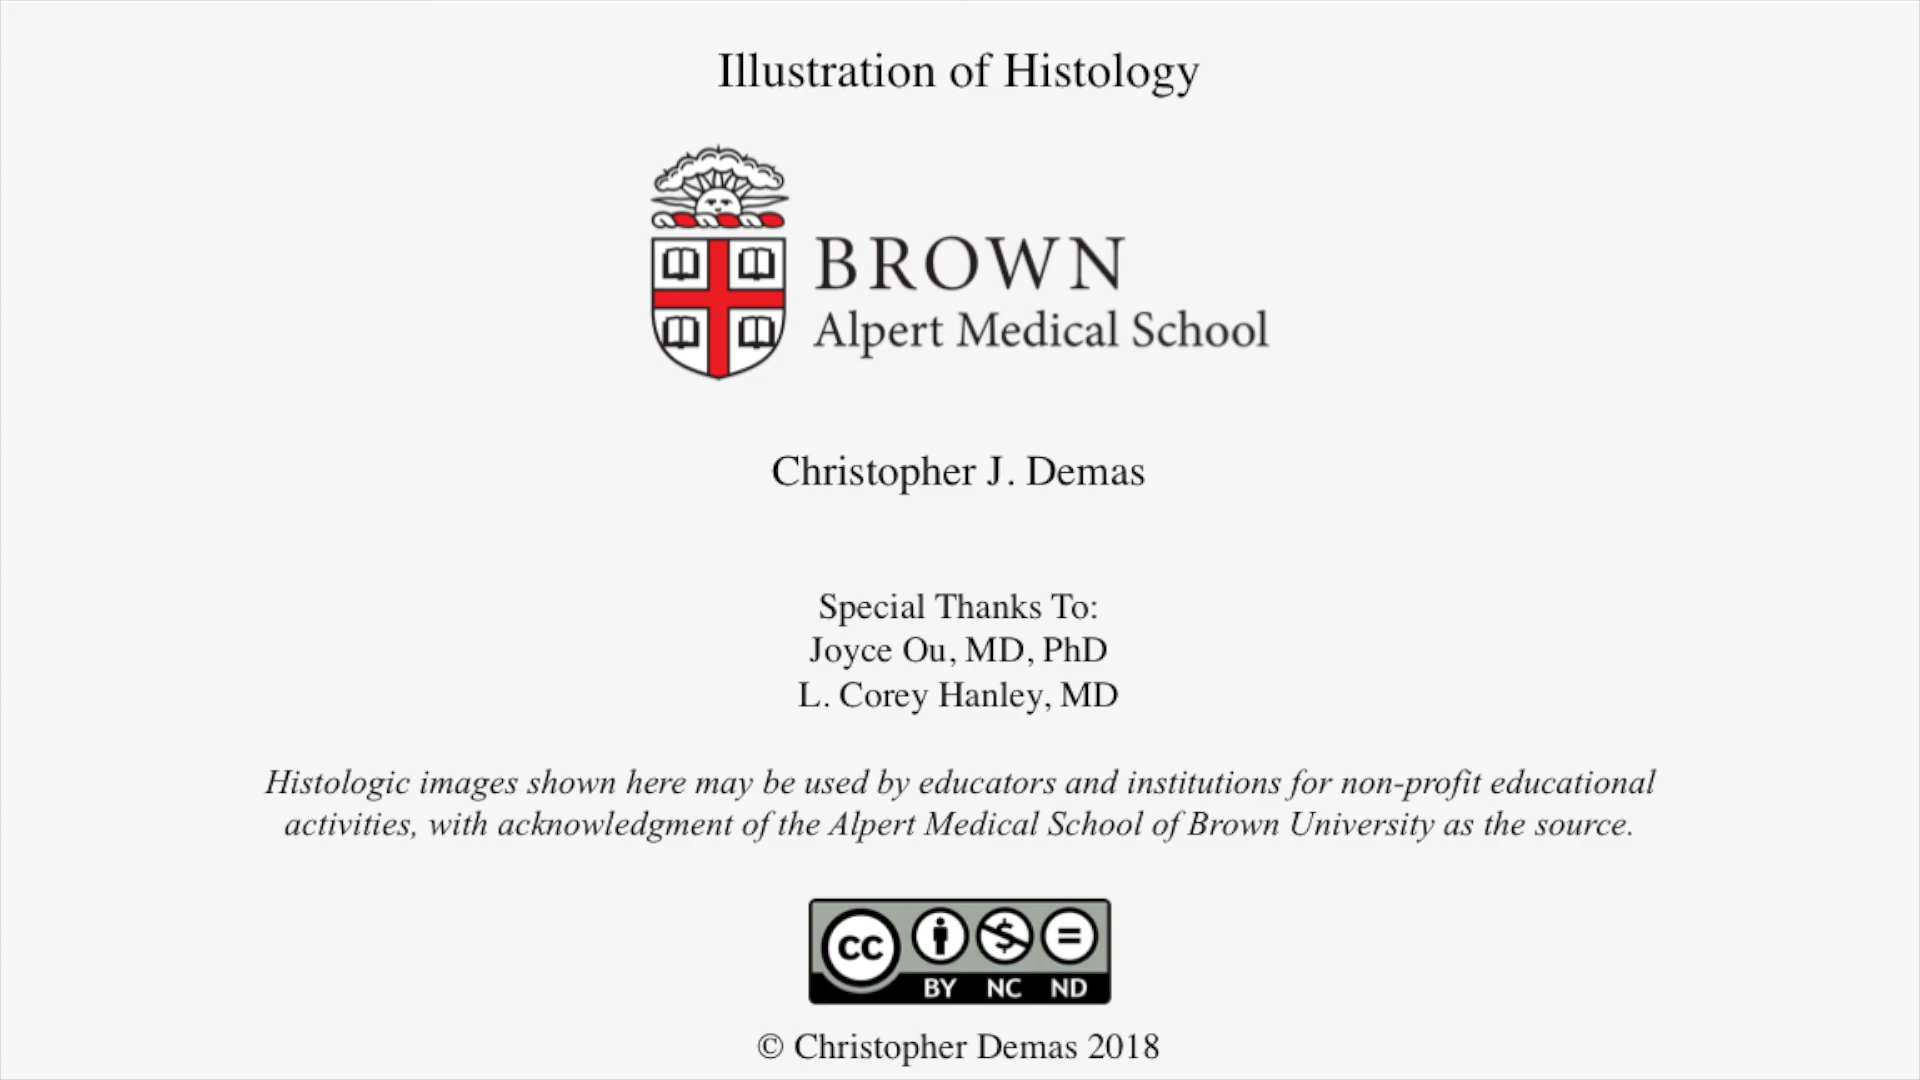 Illustration of Histology
BROWN
Alpert Medical School
Christopher J. Demas
Special Thanks To:
Joyce Ou, MD, PhD
L. Corey Hanley, MD
Histologic images shown here may be used by educators and institutions for non-profit educational
activities, with acknowledgment of the Alpert Medical School of Brown University as the source.
CC BY NC ND
© Christopher Demas 2018